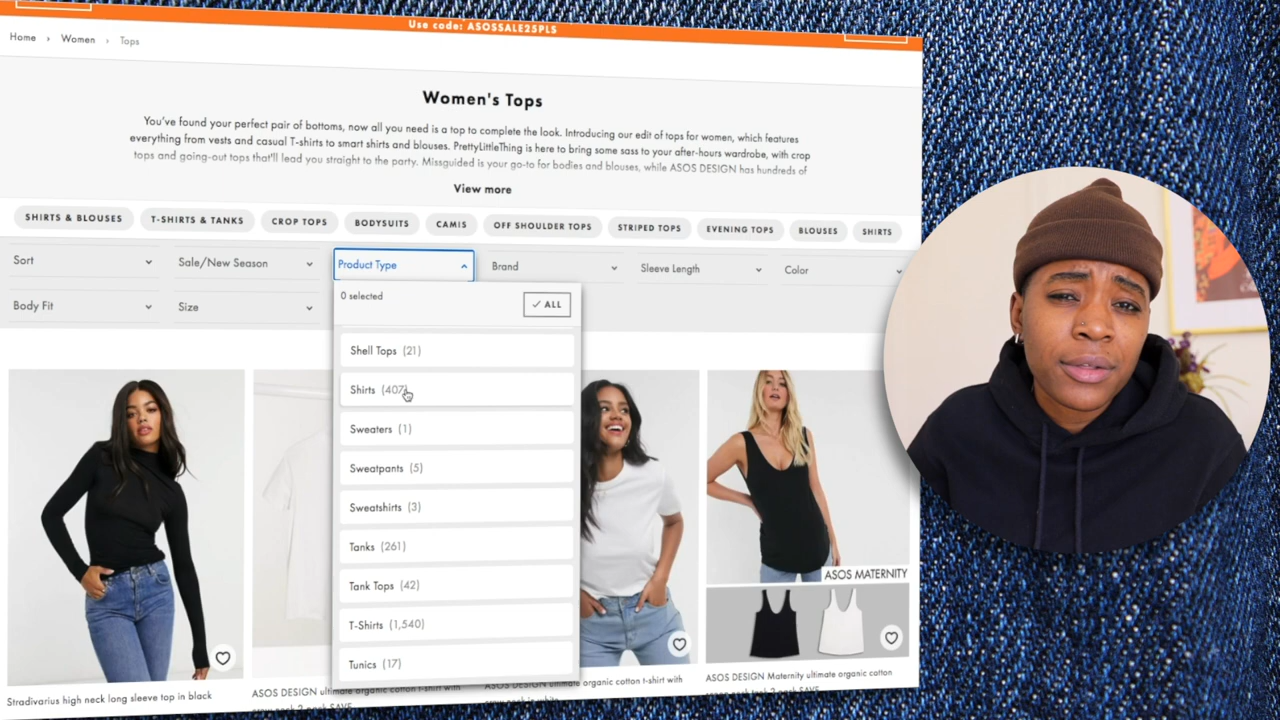 Use code: ASOSSALE25PLS
Home › Women › Tops
Women's Tops
You've found your perfect pair of bottoms, now all you need is a top to complete the look. Introducing our edit of tops for women, which features
everything from vests and casual T-shirts to smart shirts and blouses. PrettyLittleThing is here to bring some sass to your after-hours wardrobe, with crop
tops and going-out tops that'll lead you straight to the party. Missguided is your go-to for bodies and blouses, while ASOS DESIGN has hundreds of
View more
SHIRTS & BLOUSES T-SHIRTS & TANKS CROP TOPS BODYSUITS CAMIS OFF SHOULDER TOPS STRIPED TOPS EVENING TOPS BLOUSES SHIRTS
Sort Sale/New Season Product Type Brand Sleeve Length Color
Body Fit Size
0 selected ALL
Shell Tops (21)
Shirts (407)
Sweaters (1)
Sweatpants (5)
Sweatshirts (3)
Tanks (261)
Tank Tops (42)
T-Shirts (1,540)
Tunics (17)
ASOS MATERNITY
Stradivarius high neck long sleeve top in black
ASOS DESIGN ultimate organic cotton t-shirt with
ASOS DESIGN ultimate organic cotton t-shirt with
ASOS DESIGN Maternity ultimate organic cotton